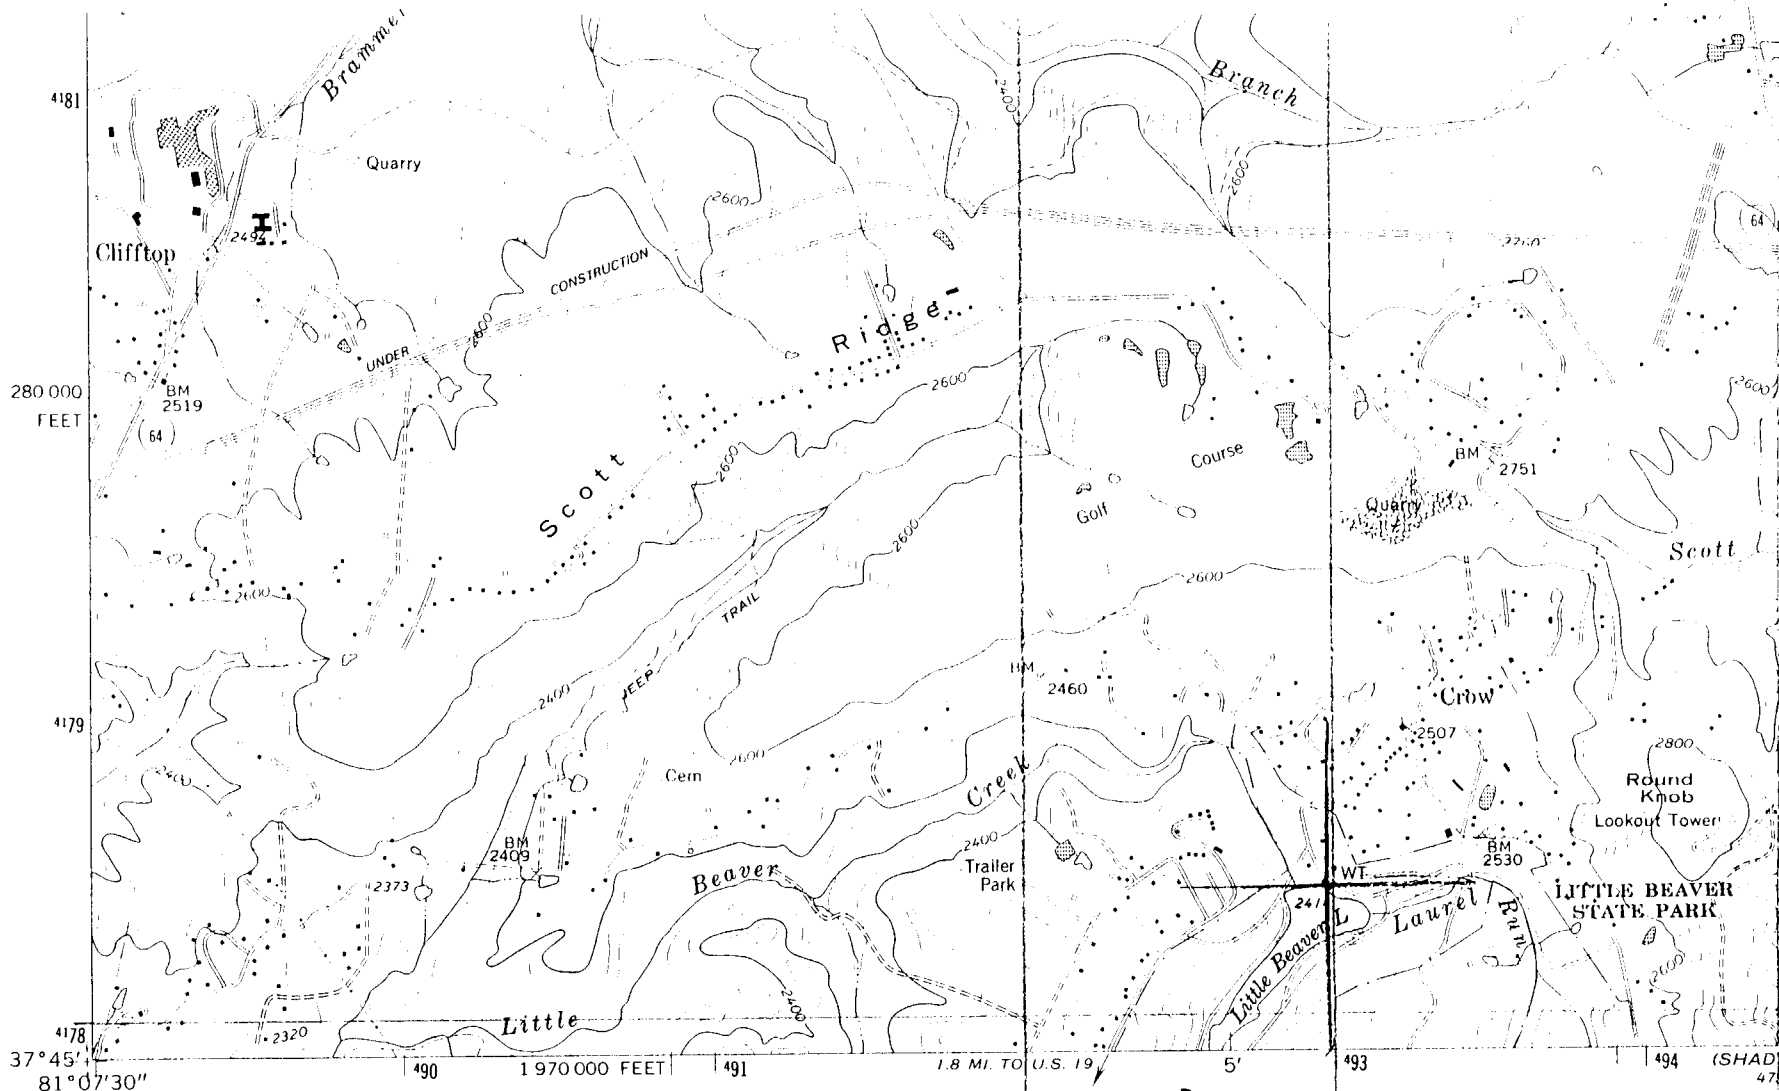 Brammer
Branch
2400
4181
Quarry
2600
2600
Clifftop
2494
(64)
CONSTRUCTION
2600
UNDER
Ridge
BM
2519
280 000
FEET
(64)
2600
2600
2600
Course
BM
2751
Scott
Golf
Quarry
2600
Scott
2600
2600
TRAIL
BM
2460
2400
JEEP
Crow
4179
2507
2800
2600
Round
Knob
Lookout Tower
2400
Creek
2400
BM
2409
BM
2530
2373
Beaver
Trailer
Park
WT
LITTLE BEAVER
STATE PARK
Laurel
Run
Little Beaver L
2600
2400
4178
2320
Little
37°45'
81°07'30"
490
1 970 000 FEET
491
1.8 MI. TO U.S. 19
5'
493
494
(SHAD